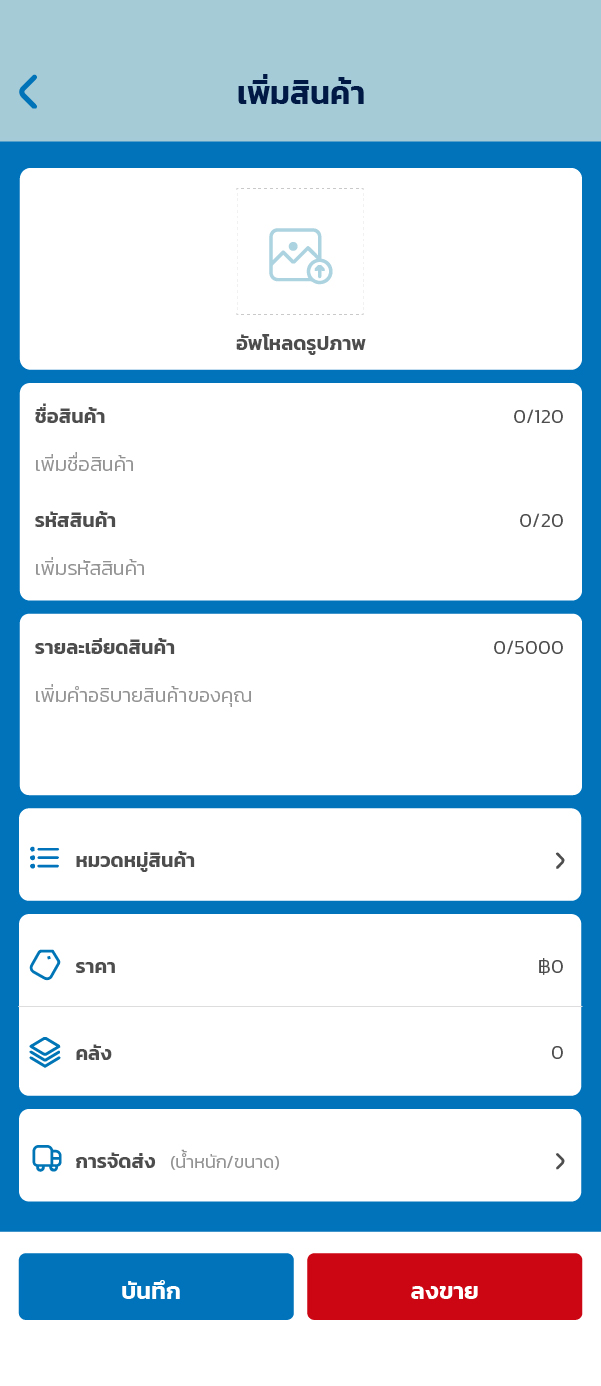 เพิ่มสินค้า
อัพโหลดรูปภาพ
ชื่อสินค้า 0/120
เพิ่มชื่อสินค้า
รหัสสินค้า 0/20
เพิ่มรหัสสินค้า
รายละเอียดสินค้า 0/5000
เพิ่มคำอธิบายสินค้าของคุณ
หมวดหมู่สินค้า
ราคา ฿0
คลัง 0
การจัดส่ง (น้ำหนัก/ขนาด)
บันทึก ลงขาย